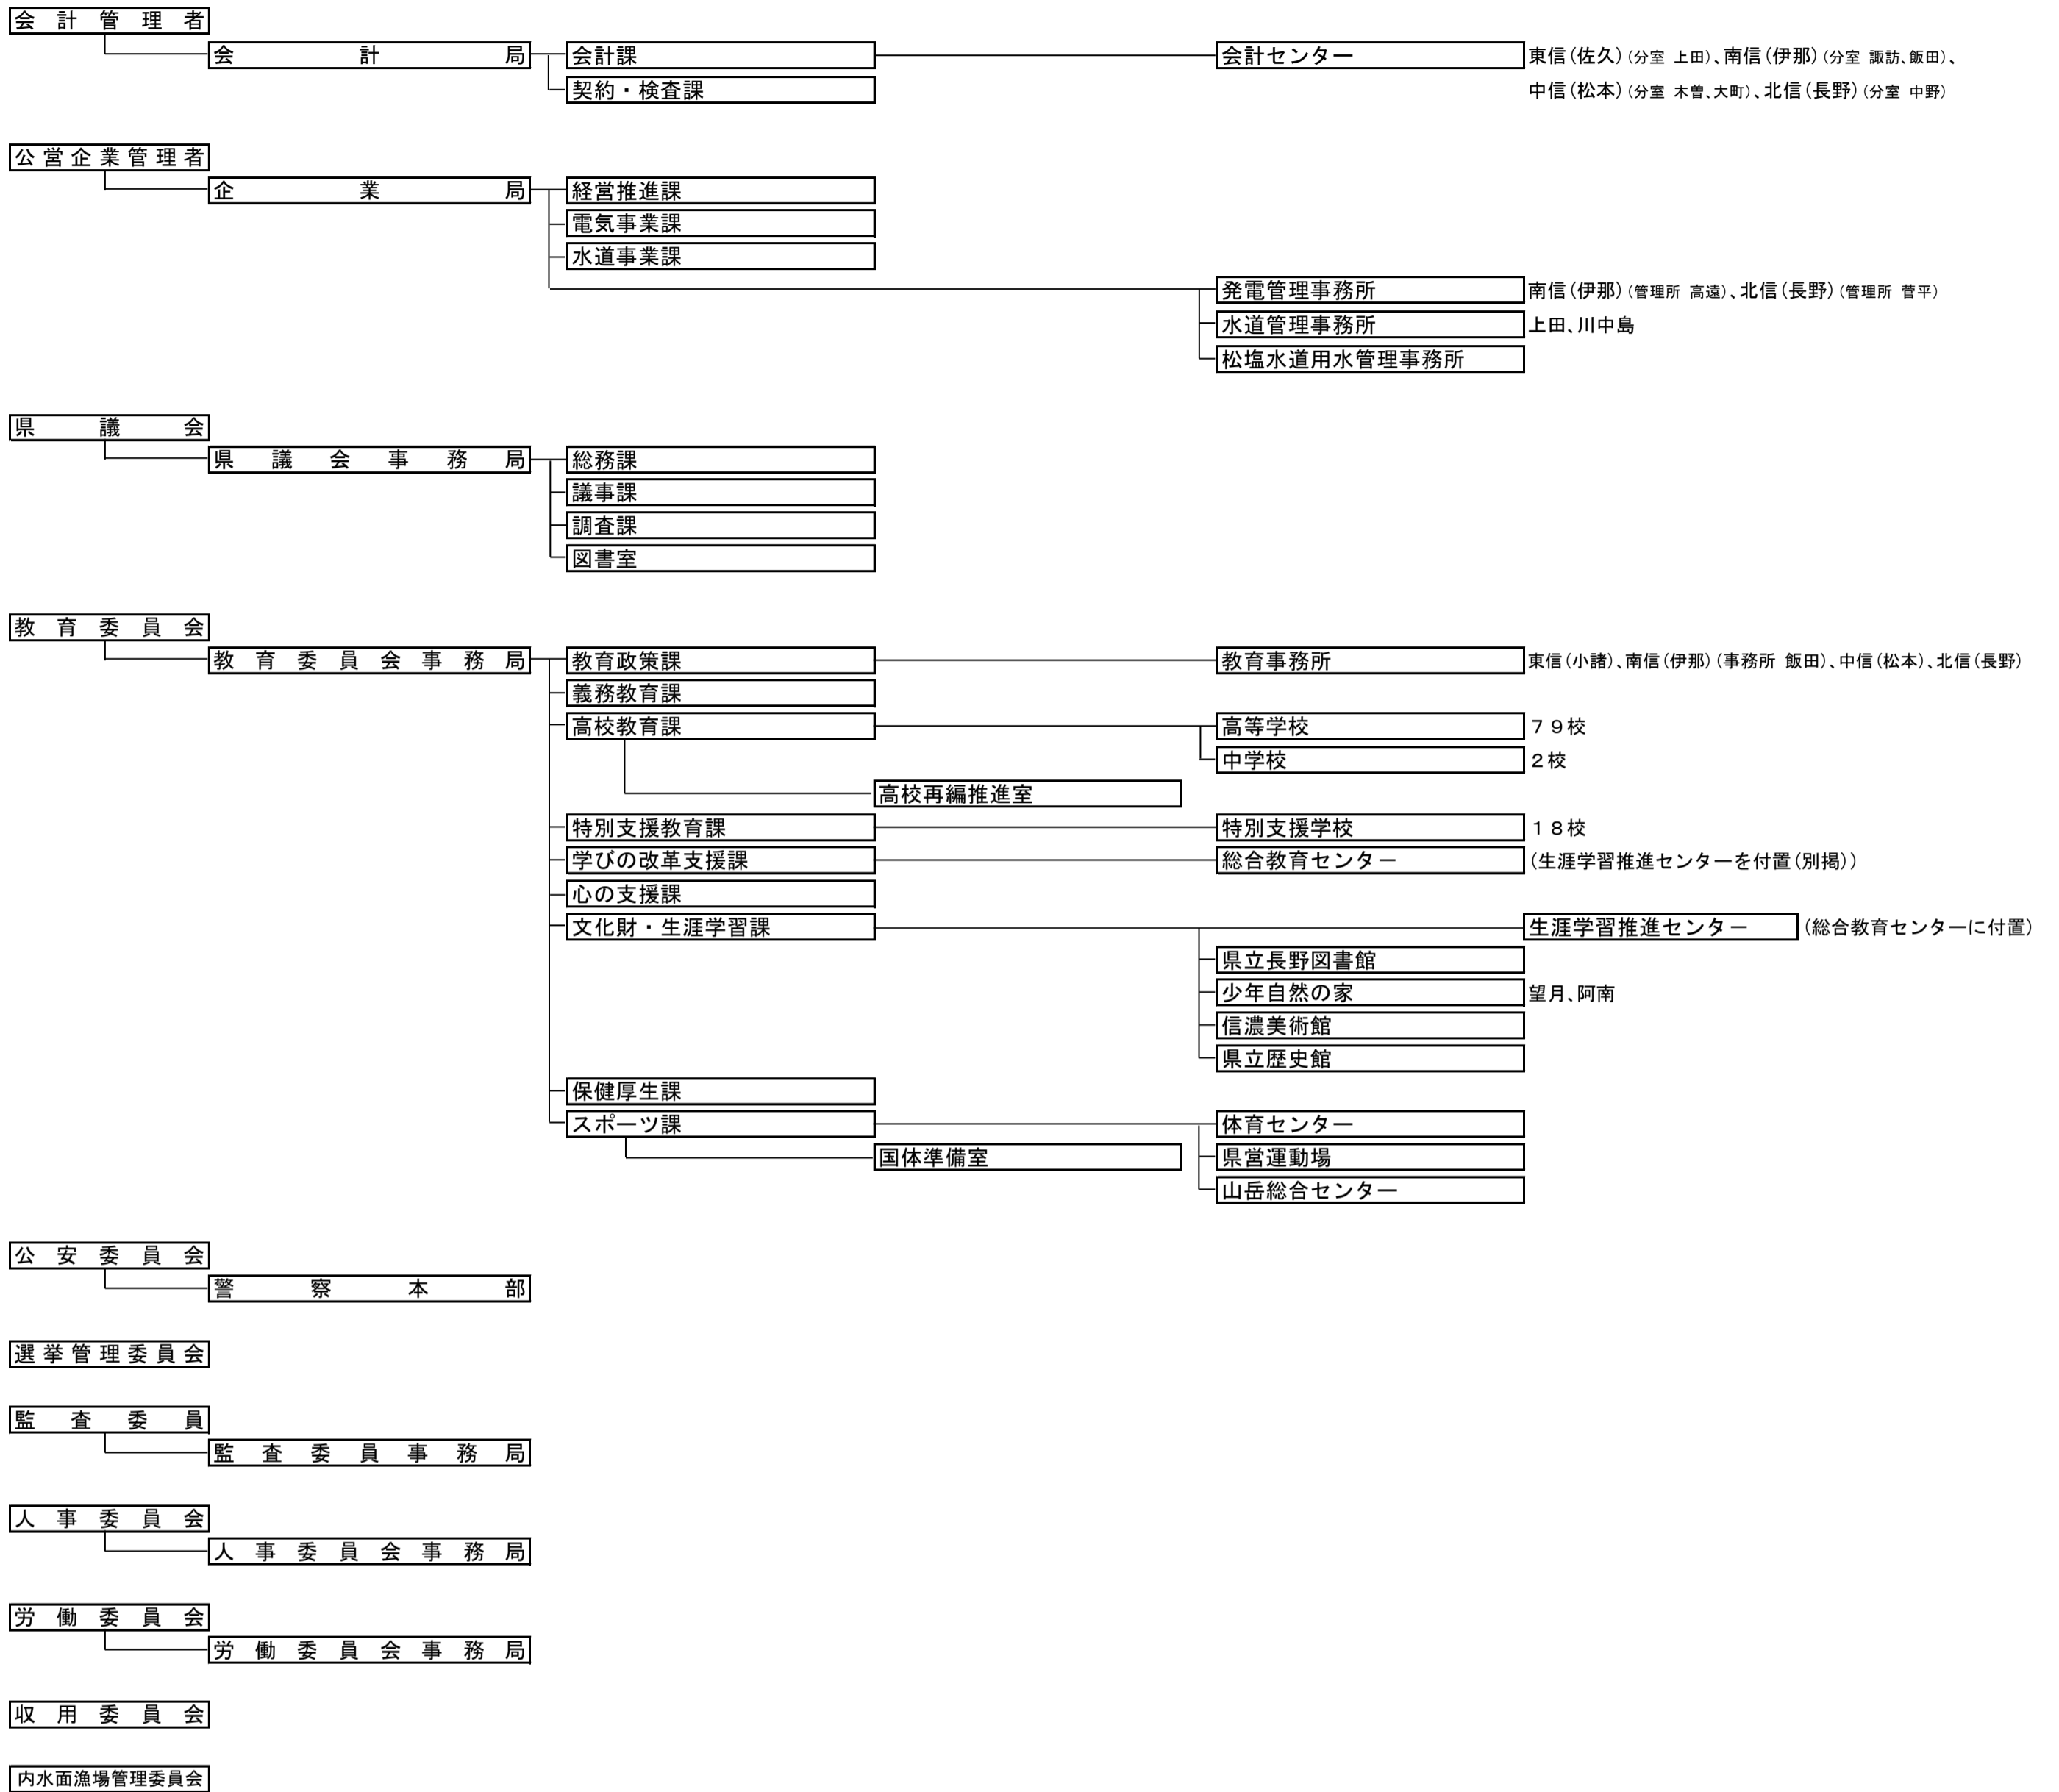 会計管理者
会計局 会計課 会計センター 東信(佐久)(分室 上田)、南信(伊那)(分室 諏訪、飯田)、
契約・検査課 中信(松本)(分室 木曽、大町)、北信(長野)(分室 中野)
公営企業管理者
企業局 経営推進課
電気事業課
水道事業課
発電管理事務所 南信(伊那)(管理所 高遠)、北信(長野)(管理所 菅平)
水道管理事務所 上田、川中島
松塩水道用水管理事務所
県議会
県議会事務局 総務課
議事課
調査課
図書室
教育委員会
教育委員会事務局 教育政策課 教育事務所 東信(小諸)、南信(伊那)(事務所 飯田)、中信(松本)、北信(長野)
義務教育課
高校教育課 高等学校 79校
中学校 2校
高校再編推進室
特別支援教育課 特別支援学校 18校
学びの改革支援課 総合教育センター (生涯学習推進センターを付置(別掲))
心の支援課
文化財・生涯学習課 生涯学習推進センター (総合教育センターに付置)
県立長野図書館
少年自然の家 望月、阿南
信濃美術館
県立歴史館
保健厚生課
スポーツ課 体育センター
国体準備室 県営運動場
山岳総合センター
公安委員会
警察本部
選挙管理委員会
監査委員
監査委員事務局
人事委員会
人事委員会事務局
労働委員会
労働委員会事務局
収用委員会
内水面漁場管理委員会